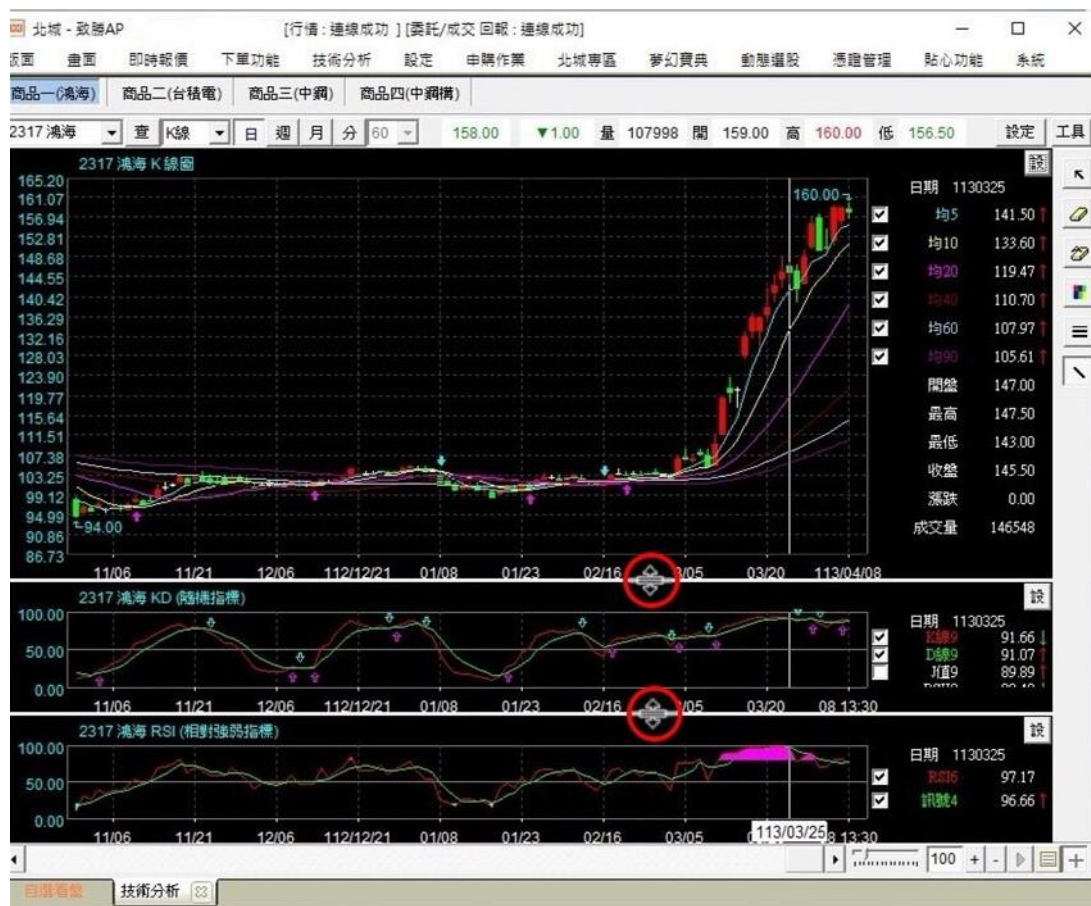 北城 - 致勝AP [行情 : 連線成功 ] [委託/成交 回報 : 連線成功]
畫面 即時報價 下單功能 技術分析 設定 申購作業 北城專區 夢幻寶典 動態選股 憑證管理 貼心功能 系統
商品一(鴻海) 商品二(台積電) 商品三(中鋼) 商品四(中鋼構)
2317 鴻海 查 K線 日 週 月 分 60 158.00 ▼1.00 量 107998 開 159.00 高 160.00 低 156.50 設定 工具
2317 鴻海 K 線圖 設
165.20
161.07
156.94
152.81
148.68
144.55
140.42
136.29
132.16
128.03
123.90
119.77
115.64
111.51
107.38
103.25
99.12
94.99
90.86
86.73
160.00
94.00
日期 1130325
均5 141.50↑
均10 133.60↑
均20 119.47↑
均40 110.70↑
均60 107.97↑
均90 105.61↑
開盤 147.00
最高 147.50
最低 143.00
收盤 145.50
漲跌 0.00
成交量 146548
11/06 11/21 12/06 112/12/21 01/08 01/23 02/16 3/05 03/20 113/04/08
2317 鴻海 KD (隨機指標) 設
100.00
50.00
0.00
日期 1130325
K線9 91.66↓
D線9 91.07↑
J值9 89.89↑
11/06 11/21 12/06 112/12/21 01/08 01/23 02/16 /05 03/20 08 13:30
2317 鴻海 RSI (相對強弱指標) 設
100.00
50.00
0.00
日期 1130325
RSI6 97.17
訊號4 96.66↑
11/06 11/21 12/06 112/12/21 01/08 01/23 02/16 03/05 113/03/25 8 13:30
100 + -
自選看盤 技術分析